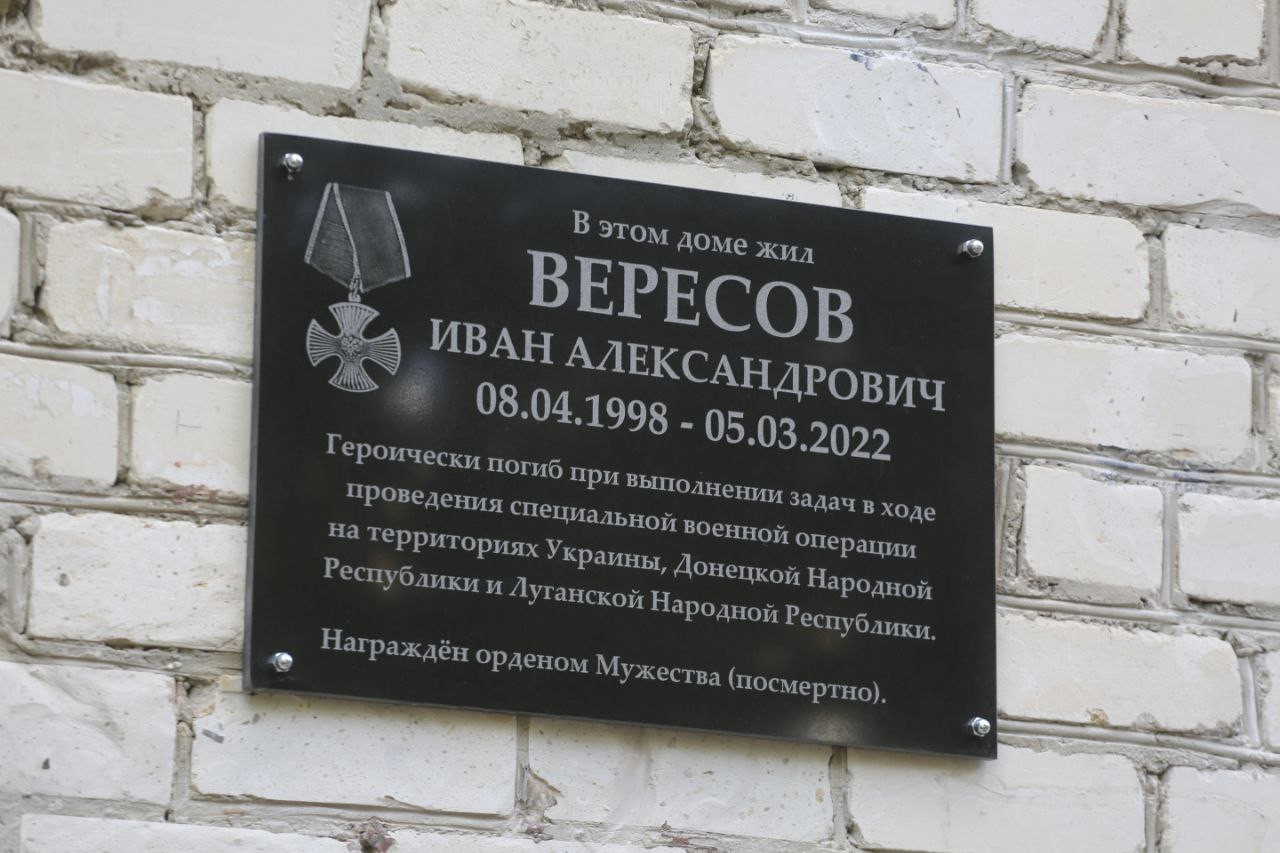 В этом доме жил
ВЕРЕСОВ
ИВАН АЛЕКСАНДРОВИЧ
08.04.1998 - 05.03.2022
Героически погиб при выполнении задач в ходе
проведения специальной военной операции
на территориях Украины, Донецкой Народной
Республики и Луганской Народной Республики.
Награждён орденом Мужества (посмертно).